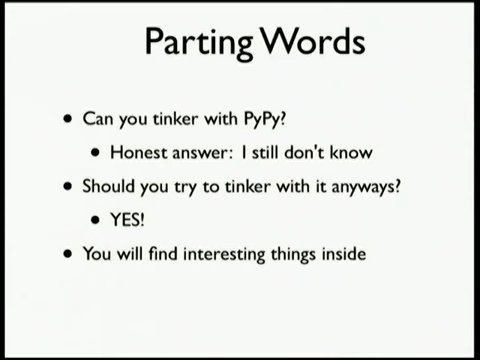 Parting Words
• Can you tinker with PyPy?
• Honest answer: I still don't know
• Should you try to tinker with it anyways?
• YES!
• You will find interesting things inside